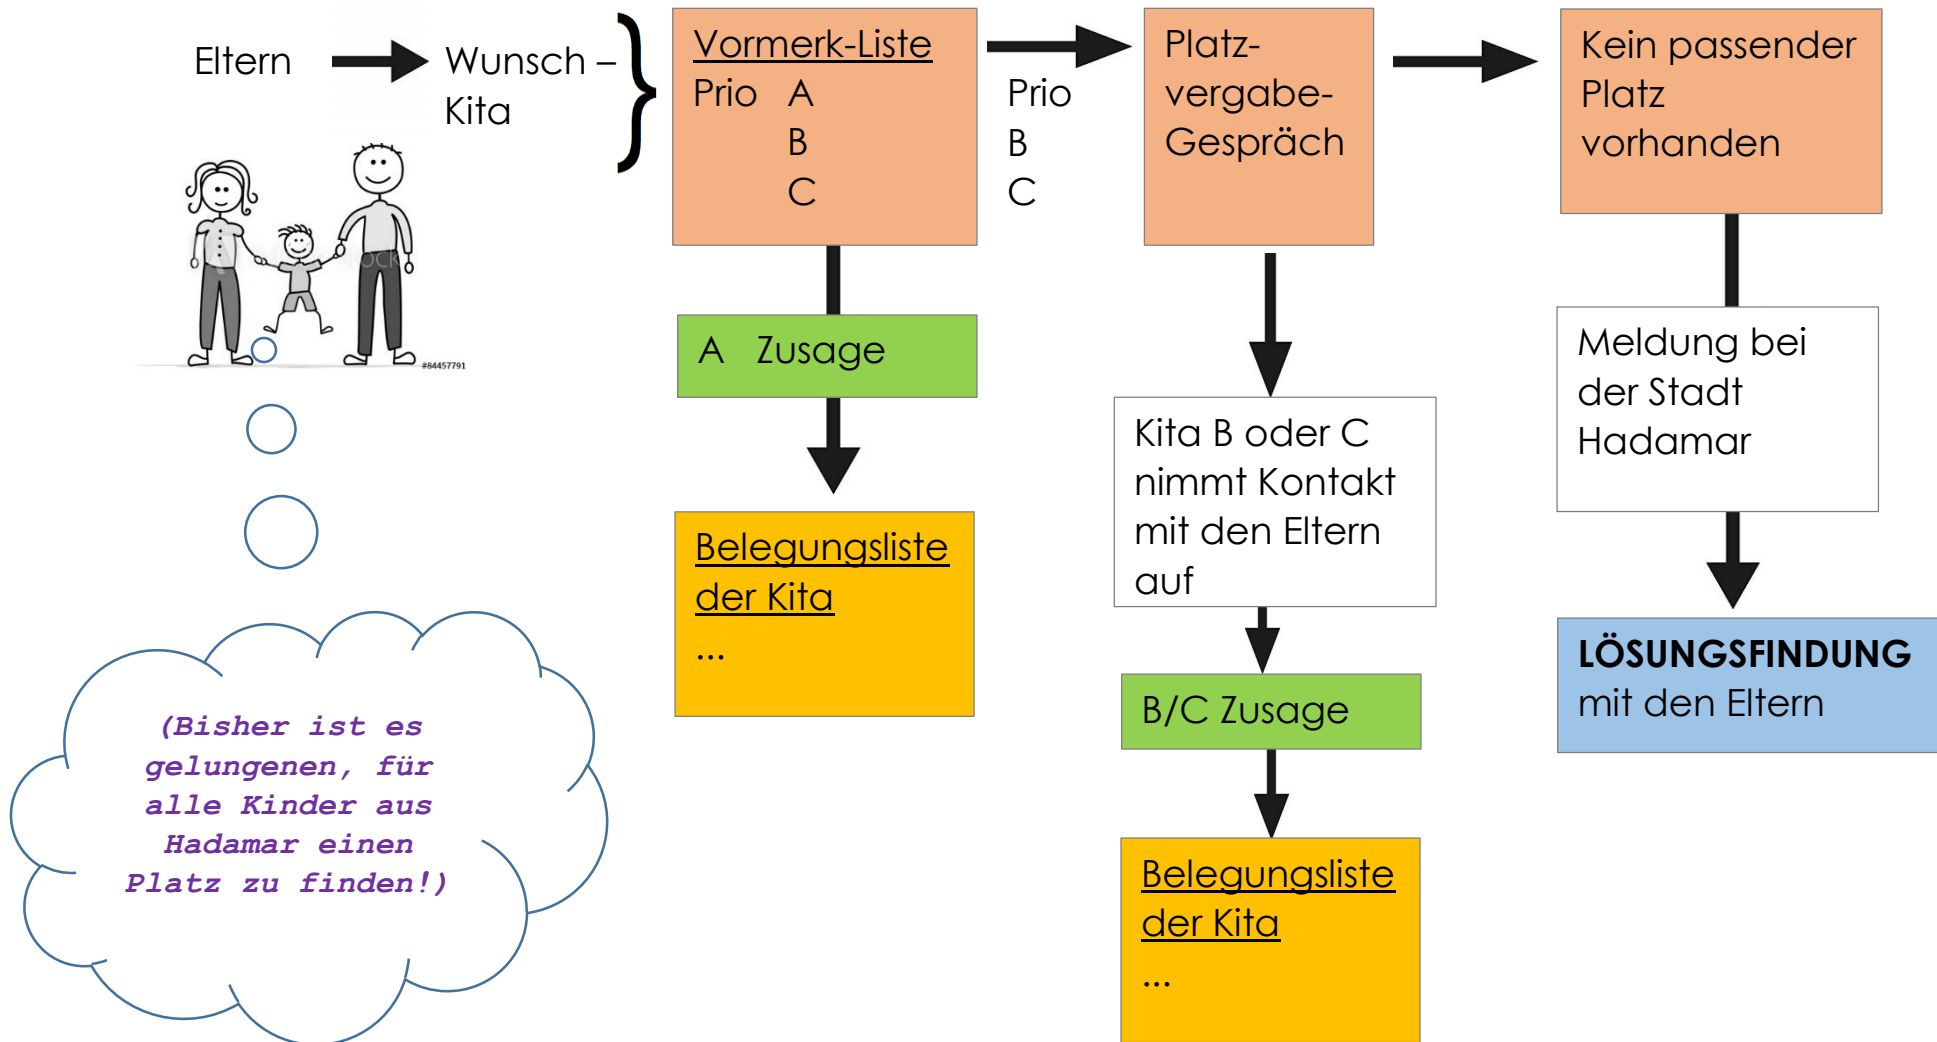 Eltern
Wunsch –
Kita
Vormerk-Liste
Prio A
B
C
Prio
B
C
Platz-
vergabe-
Gespräch
Kein passender
Platz
vorhanden
#84457791
A Zusage
Belegungsliste
der Kita
...
Kita B oder C
nimmt Kontakt
mit den Eltern
auf
B/C Zusage
Belegungsliste
der Kita
...
Meldung bei
der Stadt
Hadamar
LÖSUNGSFINDUNG
mit den Eltern
(Bisher ist es
gelungenen, für
alle Kinder aus
Hadamar einen
Platz zu finden!)